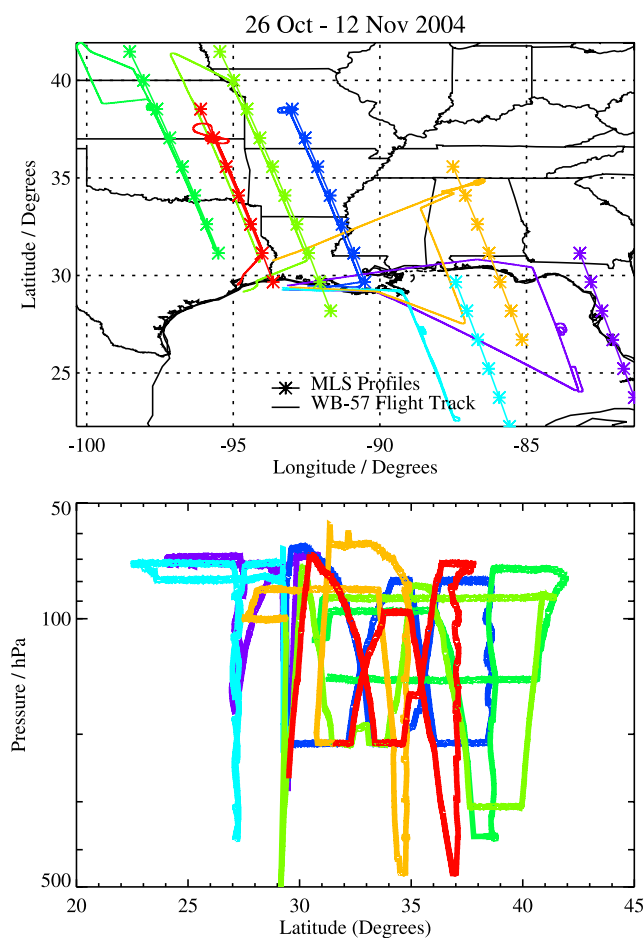 26 Oct - 12 Nov 2004
40
35
30
25
Latitude / Degrees
MLS Profiles
WB-57 Flight Track
-100
-95
-90
-85
Longitude / Degrees
50
100
500
Pressure / hPa
20
25
30
35
40
45
Latitude (Degrees)